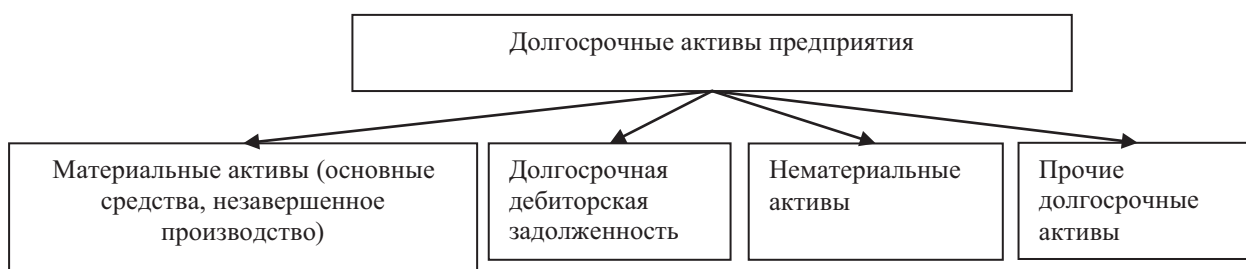 Долгосрочные активы предприятия
Материальные активы (основные
средства, незавершенное
производство)
Долгосрочная
дебиторская
задолженность
Нематериальные
активы
Прочие
долгосрочные
активы